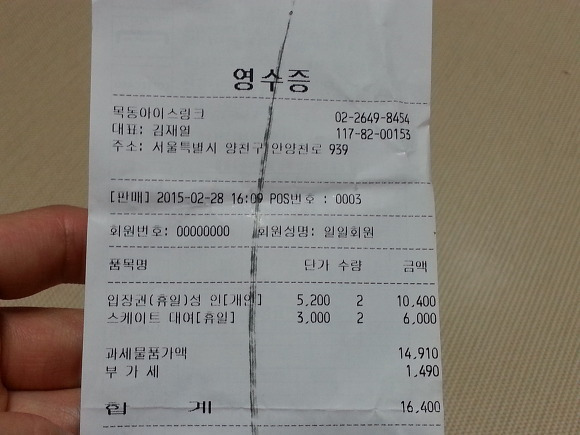 영수증
목동아이스링크 02-2649-8454
대표: 김재일 117-82-00153
주소: 서울특별시 양천구 안양천로 939
[판매] 2015-02-28 16:09 POS번호 : 0003
회원번호: 00000000 회원성명: 일일회원
품목명 단가 수량 금액
입장권(휴일)성 인[개인] 5,200 2 10,400
스케이트 대여[휴일] 3,000 2 6,000
과세물품가액 14,910
부 가 세 1,490
합 계 16,400